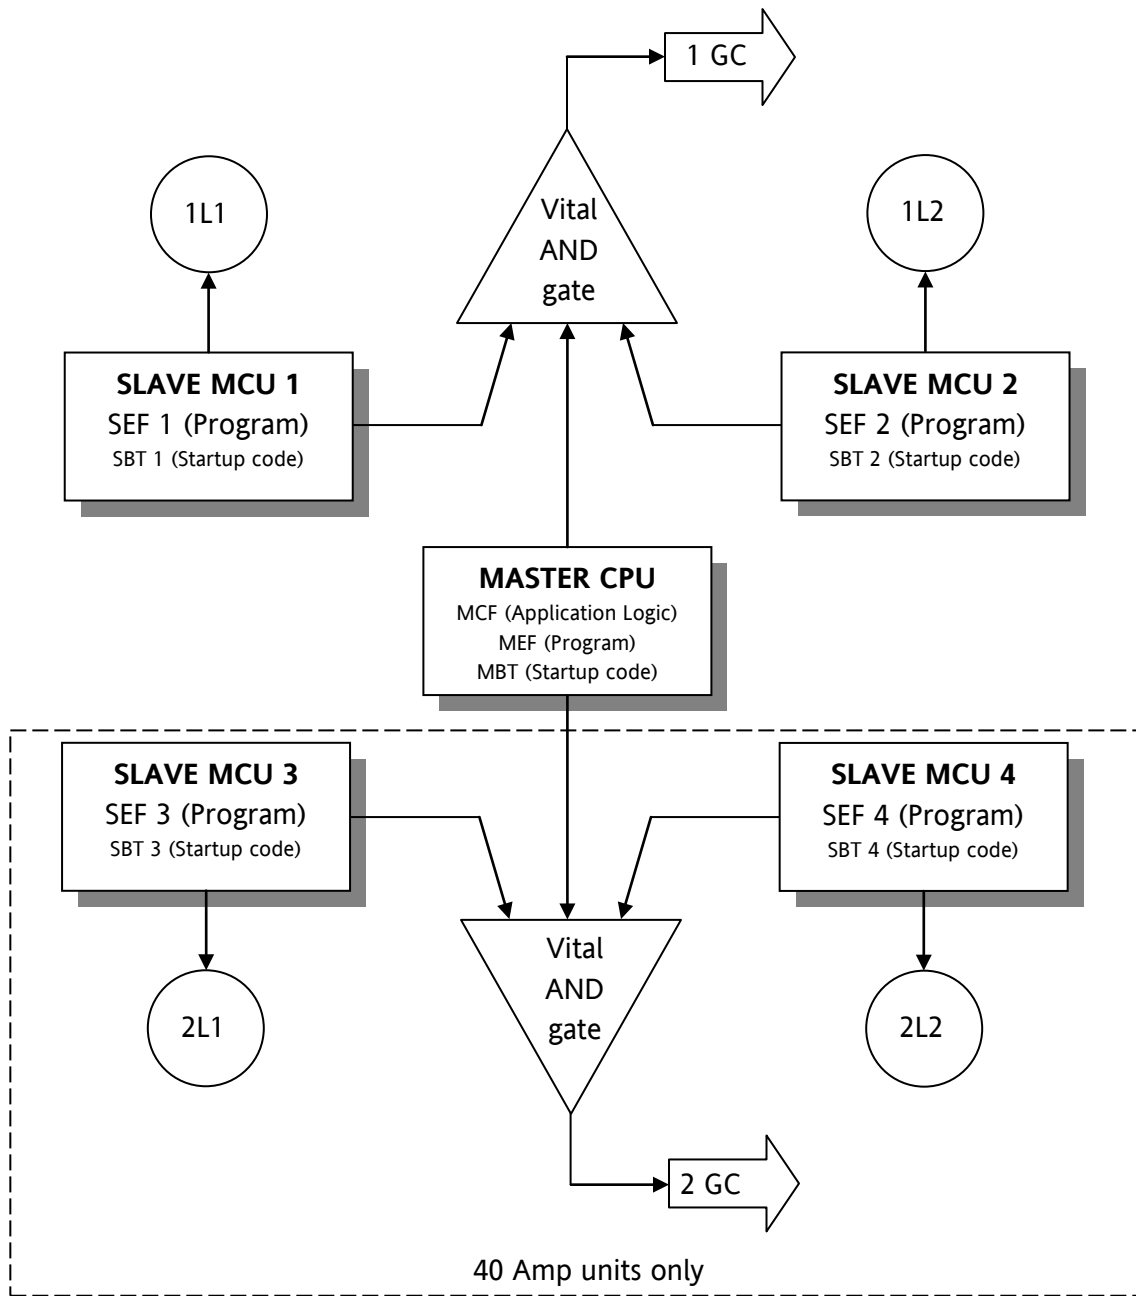 1 GC
Vital
AND
gate
1L1
1L2
SLAVE MCU 1
SEF 1 (Program)
SBT 1 (Startup code)
SLAVE MCU 2
SEF 2 (Program)
SBT 2 (Startup code)
MASTER CPU
MCF (Application Logic)
MEF (Program)
MBT (Startup code)
SLAVE MCU 3
SEF 3 (Program)
SBT 3 (Startup code)
SLAVE MCU 4
SEF 4 (Program)
SBT 4 (Startup code)
Vital
AND
gate
2L1
2L2
2 GC
40 Amp units only